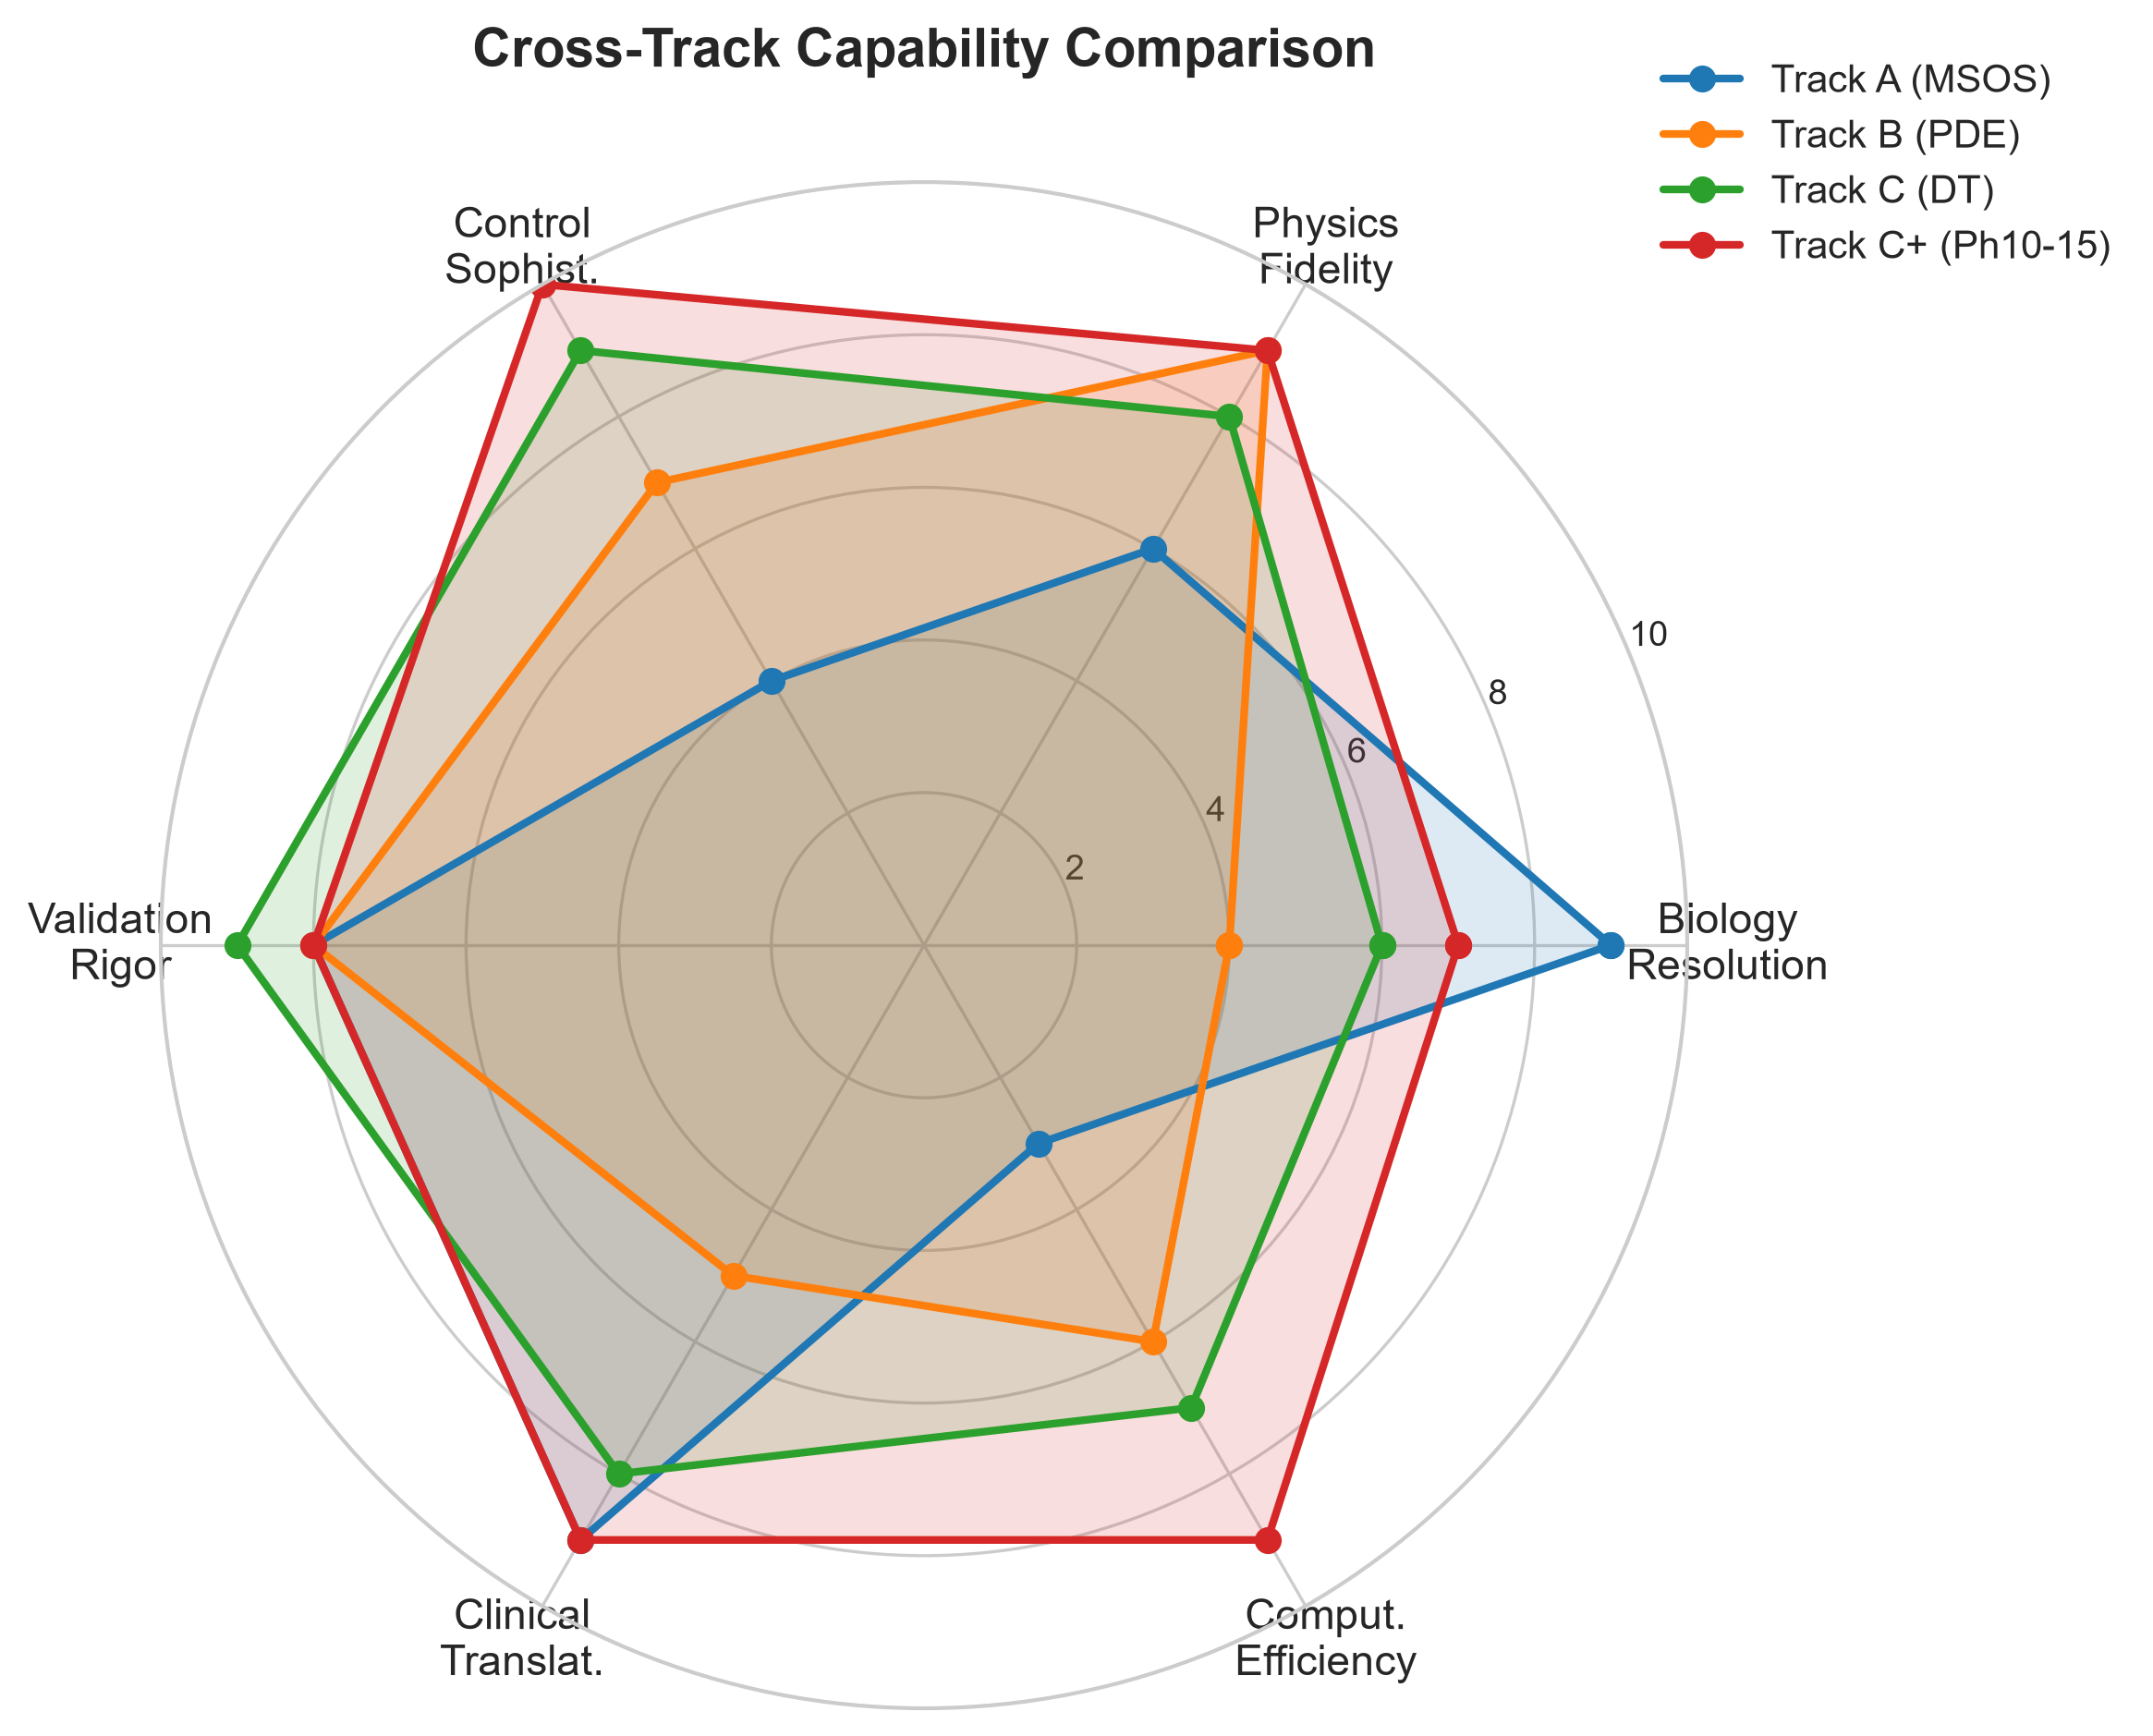 Cross-Track Capability Comparison
Track A (MSOS)
Track B (PDE)
Track C (DT)
Track C+ (Ph10-15)
Control
Sophist.
Physics
Fidelity
10
8
6
4
2
Validation
Rigor
Biology
Resolution
Clinical
Translat.
Comput.
Efficiency